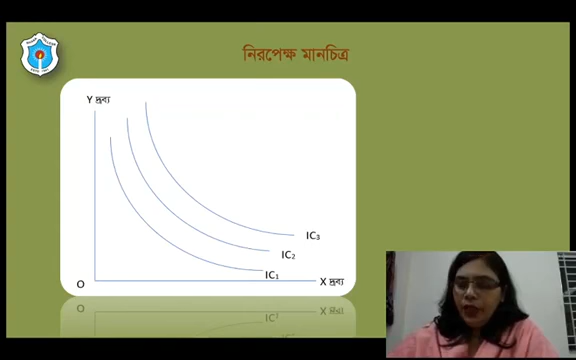 নিরপেক্ষ মানচিত্র
Y দ্রব্য
IC₃
IC₂
IC₁
O
X দ্রব্য